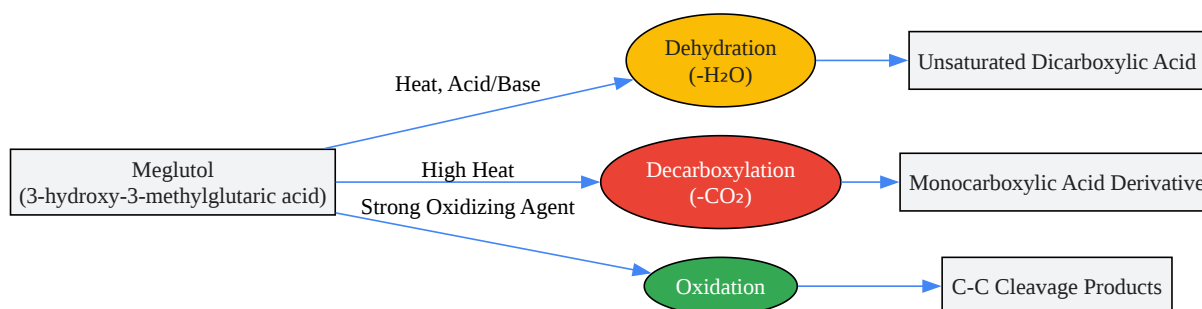 Dehydration
(-H₂O)
Unsaturated Dicarboxylic Acid
Heat, Acid/Base
Meglutol
(3-hydroxy-3-methylglutaric acid)
High Heat
Decarboxylation
(-CO₂)
Monocarboxylic Acid Derivative
Strong Oxidizing Agent
Oxidation
C-C Cleavage Products